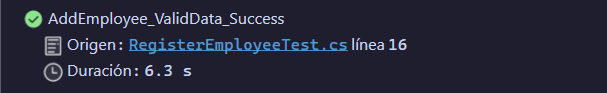 AddEmployee_ValidData_Success
Origen: RegisterEmployeeTest.cs línea 16
Duración: 6.3 s